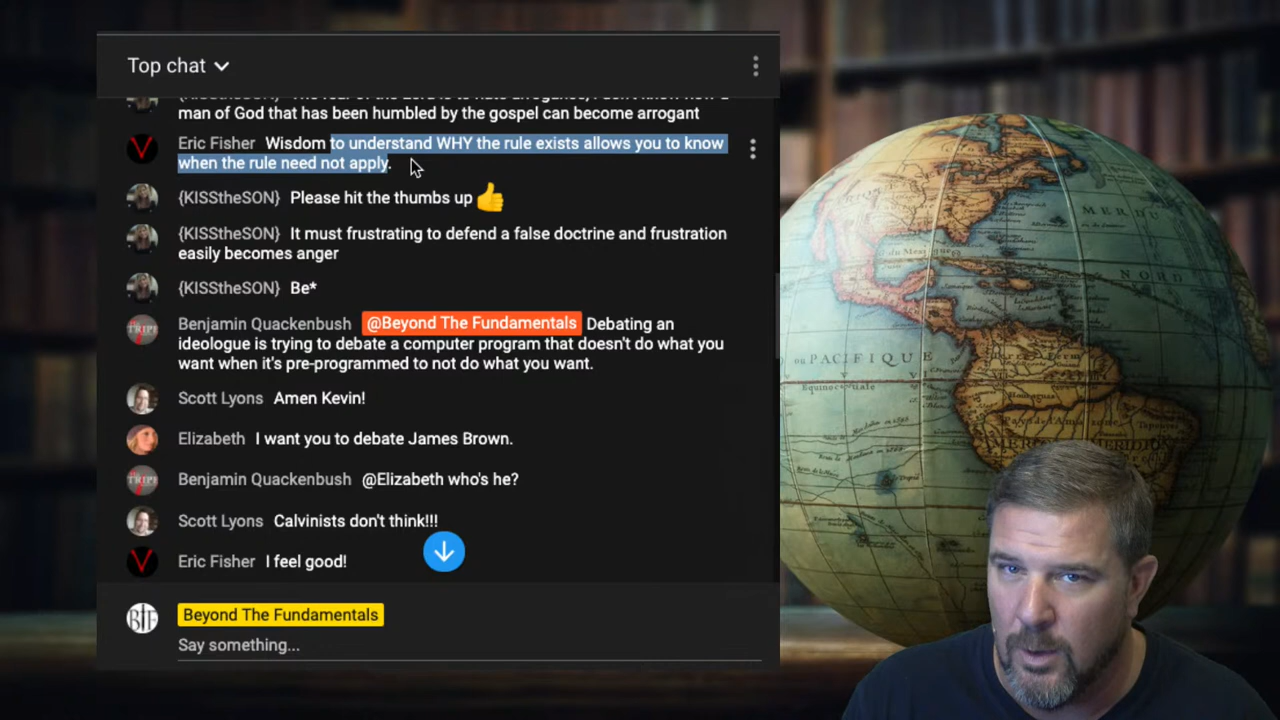 Top chat
man of God that has been humbled by the gospel can become arrogant
Eric Fisher Wisdom to understand WHY the rule exists allows you to know
when the rule need not apply.
{KISStheSON} Please hit the thumbs up 👍
{KISStheSON} It must frustrating to defend a false doctrine and frustration
easily becomes anger
{KISStheSON} Be*
Benjamin Quackenbush @Beyond The Fundamentals Debating an
ideologue is trying to debate a computer program that doesn't do what you
want when it's pre-programmed to not do what you want.
Scott Lyons Amen Kevin!
Elizabeth I want you to debate James Brown.
Benjamin Quackenbush @Elizabeth who's he?
Scott Lyons Calvinists don't think!!!
Eric Fisher I feel good!
BTF
Beyond The Fundamentals
Say something...
MER DU
NORD
PACIFIQUE